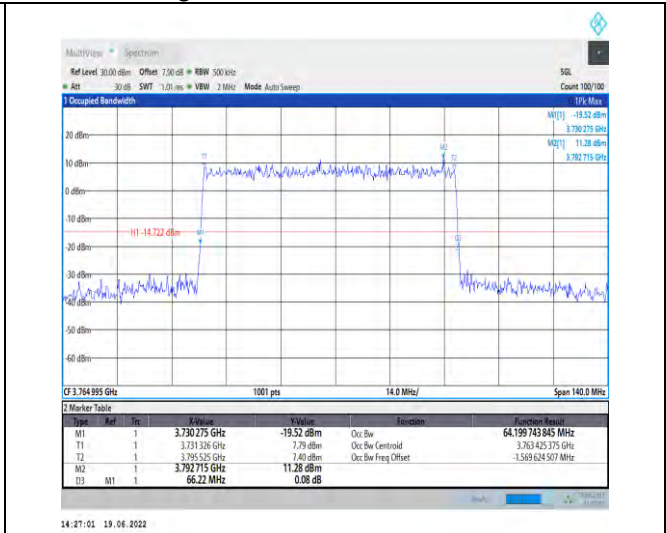 MultiView Spectrum
Ref Level 30.00 dBm Offset 7.90 dB RBW 500 kHz SGL
Att 30 dB SWT 1.01 ms VBW 2 MHz Mode Auto Sweep Count 100/100
1 Occupied Bandwidth 1Pk Max
M1[1] -19.52 dBm
3.730 275 GHz
M2[1] 11.28 dBm
3.792 715 GHz
20 dBm
M2
T1 T2
10 dBm
0 dBm
-10 dBm
H1 -14.722 dBm M1
D3
-20 dBm
-30 dBm
-50 dBm
-60 dBm
CF 3.764 995 GHz 1001 pts 14.0 MHz/ Span 140.0 MHz
2 Marker Table
Type Ref Trc X-Value Y-Value Function Function Result
M1 1 3.730 275 GHz -19.52 dBm Occ Bw 64.199 743 845 MHz
T1 1 3.731 326 GHz 7.79 dBm Occ Bw Centroid 3.763 425 375 GHz
T2 1 3.795 525 GHz 7.40 dBm Occ Bw Freq Offset -1.569 624 507 MHz
M2 1 3.792 715 GHz 11.28 dBm
D3 M1 1 66.22 MHz 0.08 dB
14:27:01 19.06.2022